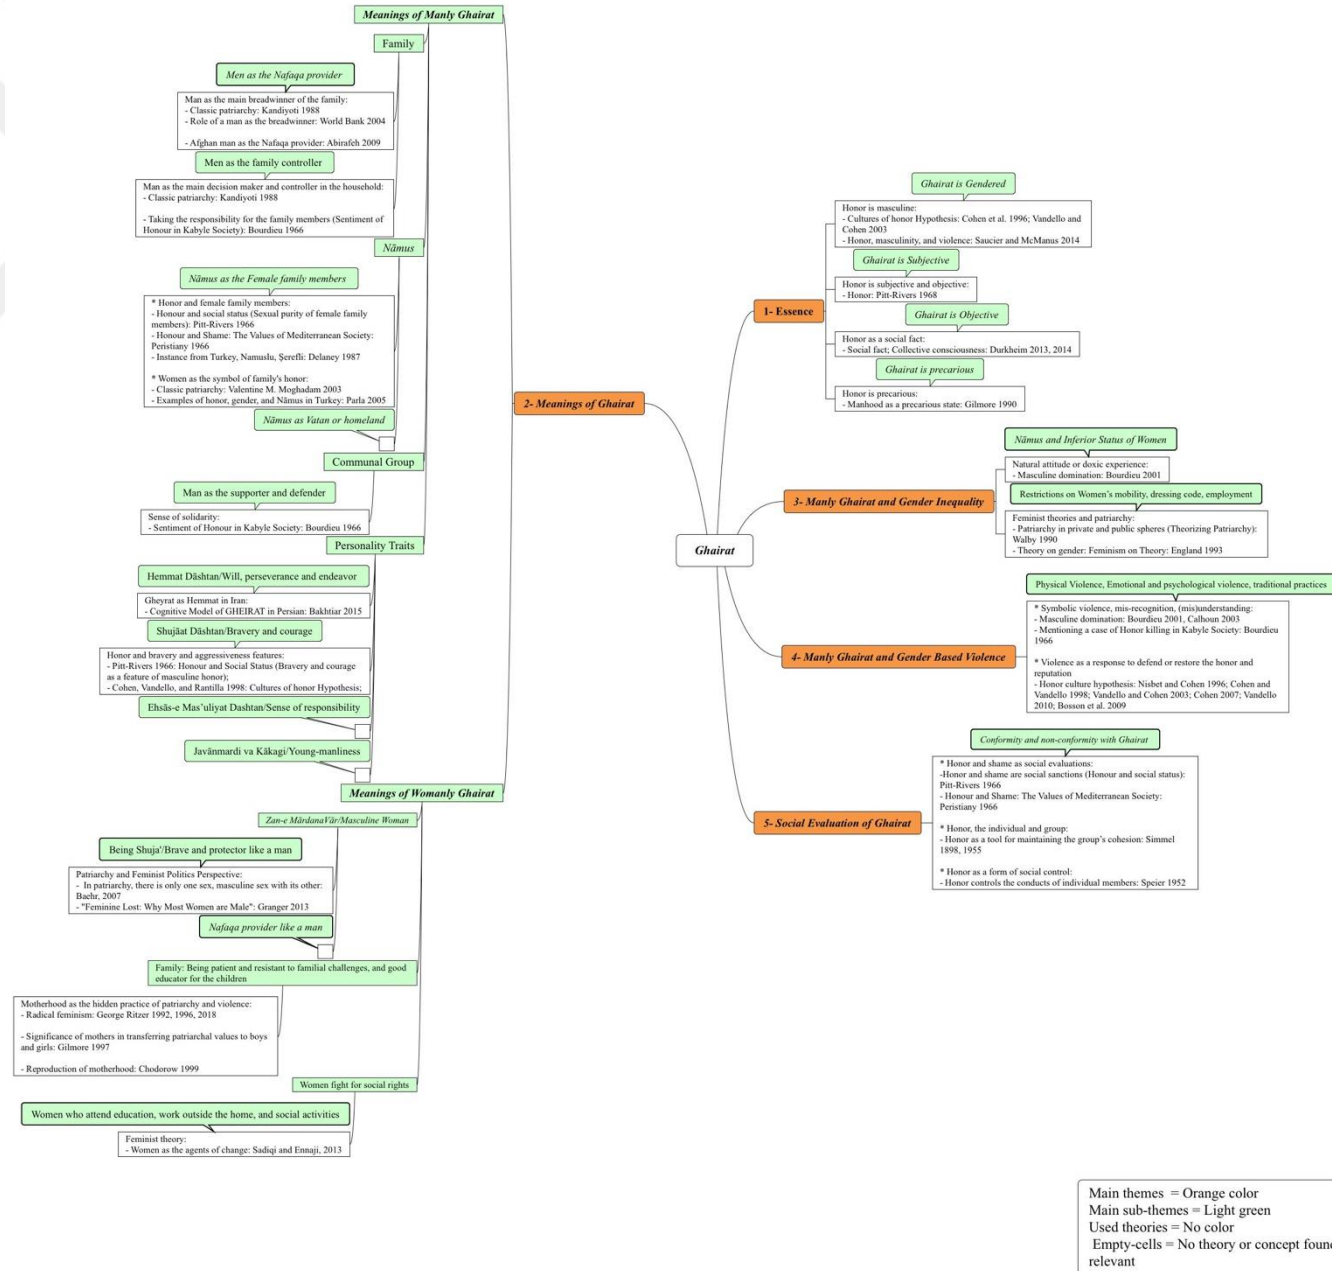 Meanings of Manly Ghairat
Family
Men as the Nafaqa provider
Man as the main breadwinner of the family:
- Classic patriarchy: Kandiyoti 1988
- Role of a man as the breadwinner: World Bank 2004
- Afghan man as the Nafaqa provider: Abirafeh 2009
Men as the family controller
Man as the main decision maker and controller in the household:
- Classic patriarchy: Kandiyoti 1988
- Taking the responsibility for the family members (Sentiment of
Honour in Kabyle Society): Bourdieu 1966
Nāmus
Nāmus as the Female family members
* Honor and female family members:
- Honour and social status (Sexual purity of female family
members): Pitt-Rivers 1966
- Honour and Shame: The Values of Mediterranean Society:
Peristiany 1966
- Instance from Turkey, Namuslu, Şerefli: Delaney 1987
* Women as the symbol of family's honor:
- Classic patriarchy: Valentine M. Moghadam 2003
- Examples of honor, gender, and Nāmus in Turkey: Parla 2005
Nāmus as Vatan or homeland
Communal Group
Man as the supporter and defender
Sense of solidarity:
- Sentiment of Honour in Kabyle Society: Bourdieu 1966
Personality Traits
Hemmat Dāshtan/Will, perseverance and endeavor
Gheyrat as Hemmat in Iran:
- Cognitive Model of GHEIRAT in Persian: Bakhtiar 2015
Shujāat Dāshtan/Bravery and courage
Honor and bravery and aggressiveness features:
- Pitt-Rivers 1966: Honour and Social Status (Bravery and courage
as a feature of masculine honor);
- Cohen, Vandello, and Rantilla 1998: Cultures of honor Hypothesis;
Ehsās-e Mas'uliyat Dashtan/Sense of responsibility
Javānmardi va Kākagi/Young-manliness
Meanings of Womanly Ghairat
Zan-e MārdanaVār/Masculine Woman
Being Shuja'/Brave and protector like a man
Patriarchy and Feminist Politics Perspective:
- In patriarchy, there is only one sex, masculine sex with its other:
Baehr, 2007
- "Feminine Lost: Why Most Women are Male": Granger 2013
Nafaqa provider like a man
Family: Being patient and resistant to familial challenges, and good
educator for the children
Motherhood as the hidden practice of patriarchy and violence:
- Radical feminism: George Ritzer 1992, 1996, 2018
- Significance of mothers in transferring patriarchal values to boys
and girls: Gilmore 1997
- Reproduction of motherhood: Chodorow 1999
Women fight for social rights
Women who attend education, work outside the home, and social activities
Feminist theory:
- Women as the agents of change: Sadiqi and Ennaji, 2013
2- Meanings of Ghairat
Ghairat
1- Essence
Ghairat is Gendered
Honor is masculine:
- Cultures of honor Hypothesis: Cohen et al. 1996; Vandello and
Cohen 2003
- Honor, masculinity, and violence: Saucier and McManus 2014
Ghairat is Subjective
Honor is subjective and objective:
- Honor: Pitt-Rivers 1968
Ghairat is Objective
Honor as a social fact:
- Social fact; Collective consciousness: Durkheim 2013, 2014
Ghairat is precarious
Honor is precarious:
- Manhood as a precarious state: Gilmore 1990
3- Manly Ghairat and Gender Inequality
Nāmus and Inferior Status of Women
Natural attitude or doxic experience:
- Masculine domination: Bourdieu 2001
Restrictions on Women's mobility, dressing code, employment
Feminist theories and patriarchy:
- Patriarchy in private and public spheres (Theorizing Patriarchy):
Walby 1990
- Theory on gender: Feminism on Theory: England 1993
4- Manly Ghairat and Gender Based Violence
Physical Violence, Emotional and psychological violence, traditional practices
* Symbolic violence, mis-recognition, (mis)understanding:
- Masculine domination: Bourdieu 2001, Calhoun 2003
- Mentioning a case of Honor killing in Kabyle Society: Bourdieu
1966
* Violence as a response to defend or restore the honor and
reputation
- Honor culture hypothesis: Nisbet and Cohen 1996; Cohen and
Vandello 1998; Vandello and Cohen 2003; Cohen 2007; Vandello
2010; Bosson et al. 2009
5- Social Evaluation of Ghairat
Conformity and non-conformity with Ghairat
* Honor and shame as social evaluations:
-Honor and shame are social sanctions (Honour and social status):
Pitt-Rivers 1966
- Honour and Shame: The Values of Mediterranean Society:
Peristiany 1966
* Honor, the individual and group:
- Honor as a tool for maintaining the group's cohesion: Simmel
1898, 1955
* Honor as a form of social control:
- Honor controls the conducts of individual members: Speier 1952
Main themes = Orange color
Main sub-themes = Light green
Used theories = No color
Empty-cells = No theory or concept found
relevant